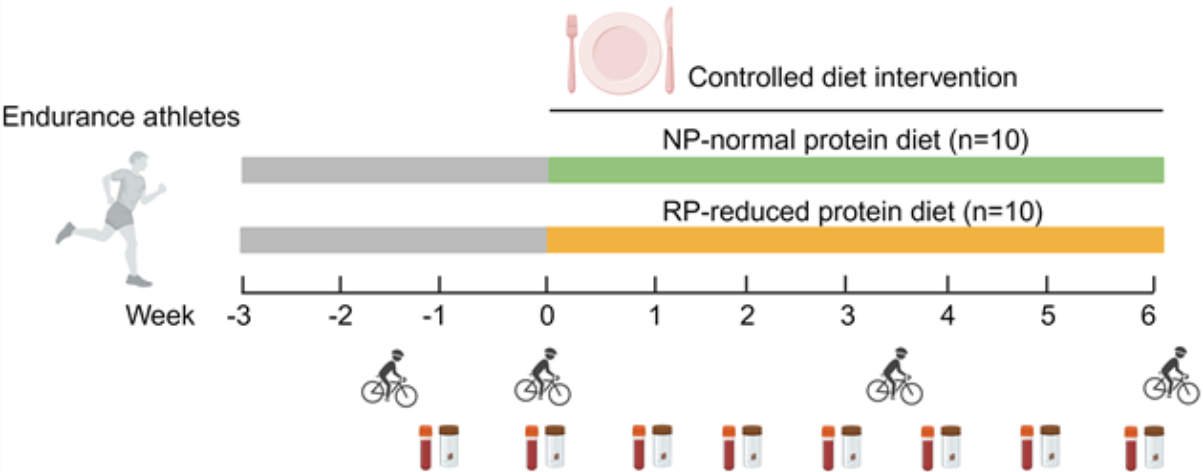 Controlled diet intervention
Endurance athletes
NP-normal protein diet (n=10)
RP-reduced protein diet (n=10)
Week -3 -2 -1 0 1 2 3 4 5 6